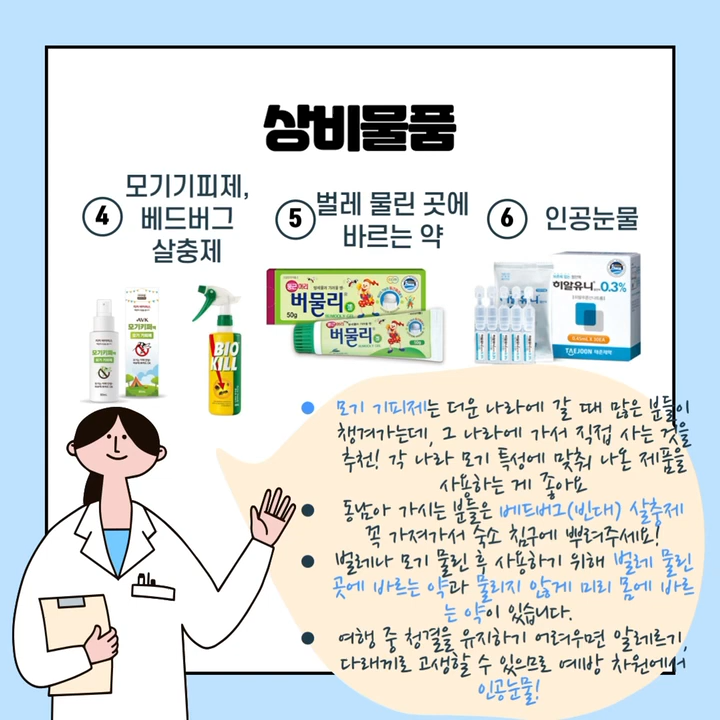 상비물품
4
모기기피제,
베드버그
살충제
5
벌레 물린 곳에
바르는 약
6
인공눈물
모기기피제
BIO
KILL
버물리
50g
버물리
히알유니
0.3%
TAEJOON 태준제약
모기 기피제는 더운 나라에 갈 때 많은 분들이
챙겨가는데, 그 나라에 가서 직접 사는 것을
추천! 각 나라 모기 특성에 맞춰 나온 제품을
사용하는 게 좋아요
동남아 가시는 분들은 베드버그(빈대) 살충제
꼭 가져가서 숙소 침구에 뿌려주세요!
벌레나 모기 물린 후 사용하기 위해 벌레 물린
곳에 바르는 약과 물리지 않게 미리 몸에 바르
는 약이 있습니다.
여행 중 청결을 유지하기 어려우면 알레르기,
다래끼로 고생할 수 있으므로 예방 차원에서
인공눈물!